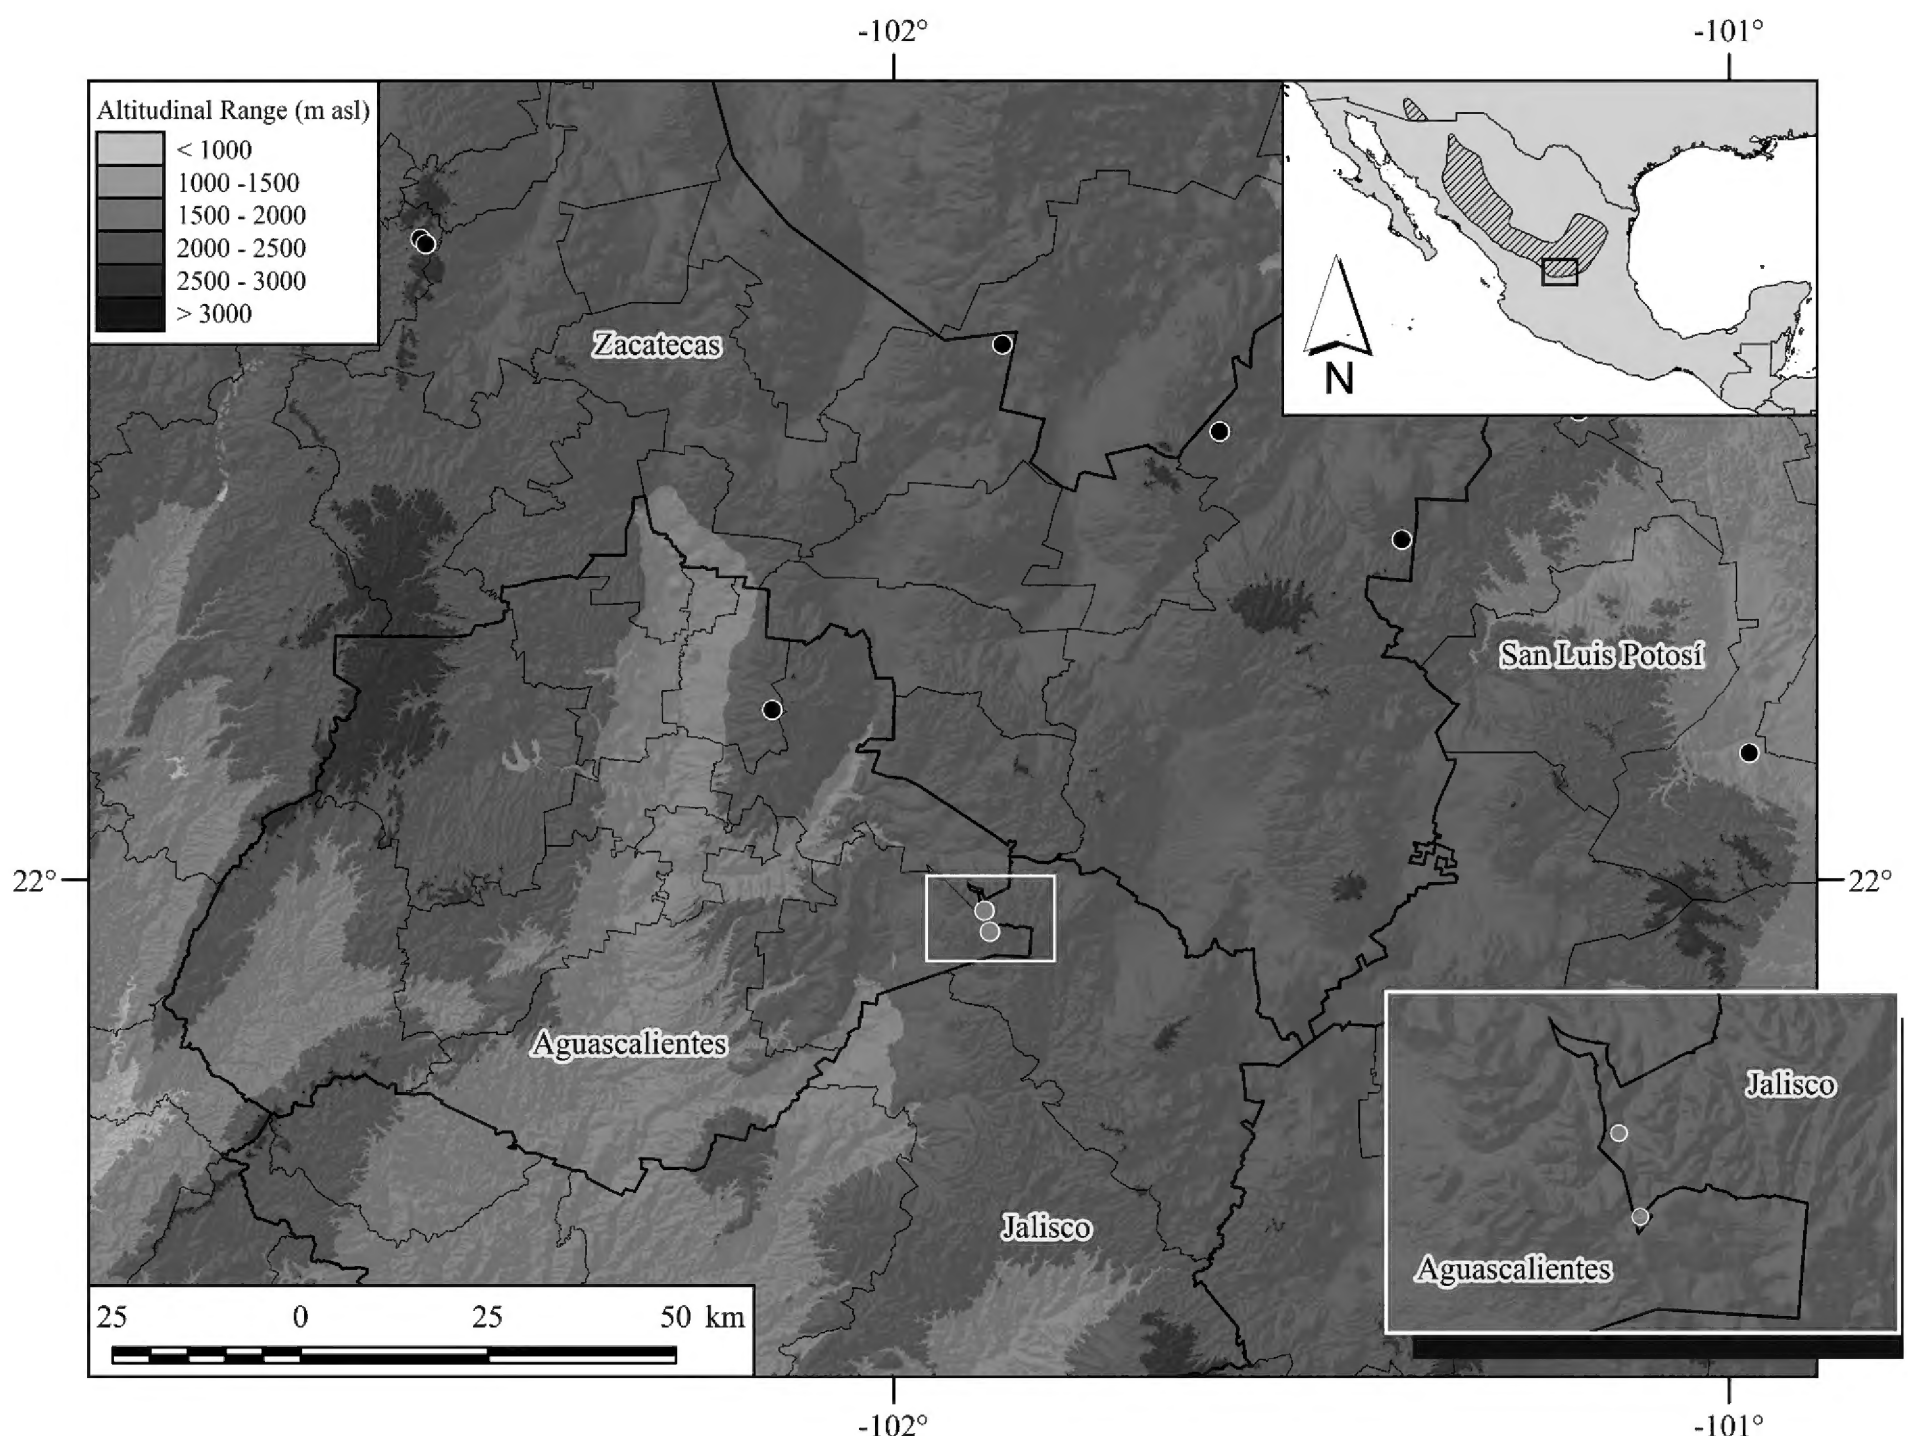 -102°
-101°
Altitudinal Range (m asl)
< 1000
1000 -1500
1500 - 2000
2000 - 2500
2500 - 3000
> 3000
N
Zacatecas
San Luis Potosí
22°
22°
Aguascalientes
Jalisco
Jalisco
Aguascalientes
25 0 25 50 km
-102°
-101°